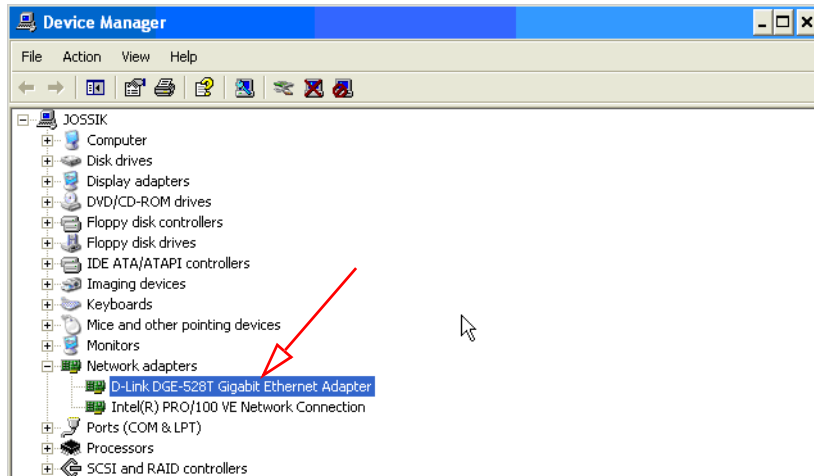 Device Manager
File Action View Help
JOSSIK
Computer
Disk drives
Display adapters
DVD/CD-ROM drives
Floppy disk controllers
Floppy disk drives
IDE ATA/ATAPI controllers
Imaging devices
Keyboards
Mice and other pointing devices
Monitors
Network adapters
D-Link DGE-528T Gigabit Ethernet Adapter
Intel(R) PRO/100 VE Network Connection
Ports (COM & LPT)
Processors
SCSI and RAID controllers